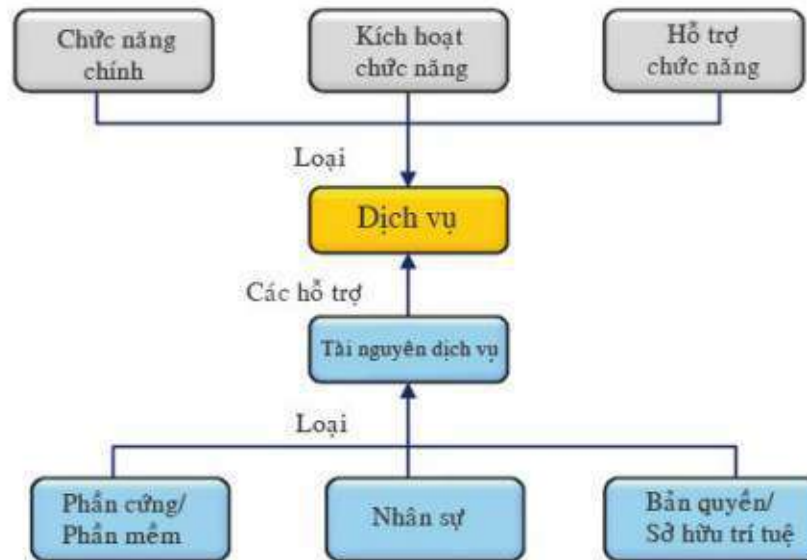 Chức năng
chính
Kích hoạt
chức năng
Hỗ trợ
chức năng
Loại
Dịch vụ
Các hỗ trợ
Tài nguyên dịch vụ
Loại
Phần cứng/
Phần mềm
Nhân sự
Bản quyền/
Sở hữu trí tuệ